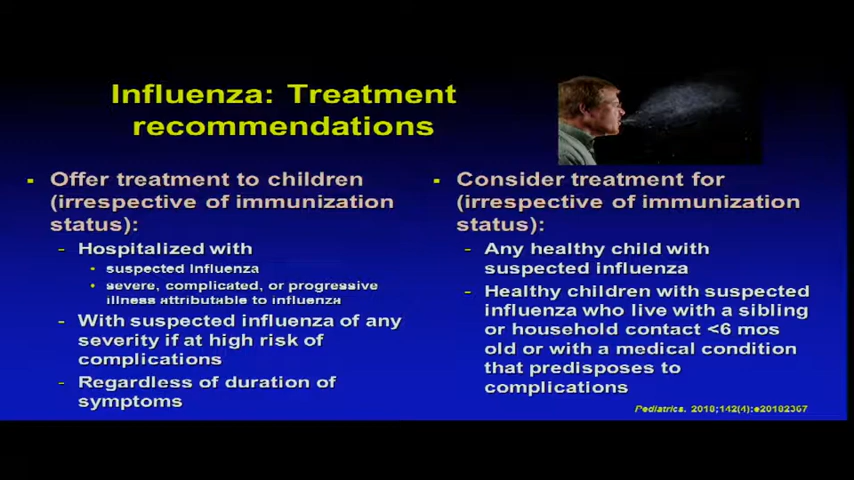 Influenza: Treatment
recommendations
Offer treatment to children
(irrespective of immunization
status):
- Hospitalized with
suspected influenza
severe, complicated, or progressive
illness attributable to influenza
- With suspected influenza of any
severity if at high risk of
complications
- Regardless of duration of
symptoms
Consider treatment for
(irrespective of immunization
status):
- Any healthy child with
suspected influenza
- Healthy children with suspected
influenza who live with a sibling
or household contact <6 mos
old or with a medical condition
that predisposes to
complications
Pediatrics. 2018;142(4):e20182367